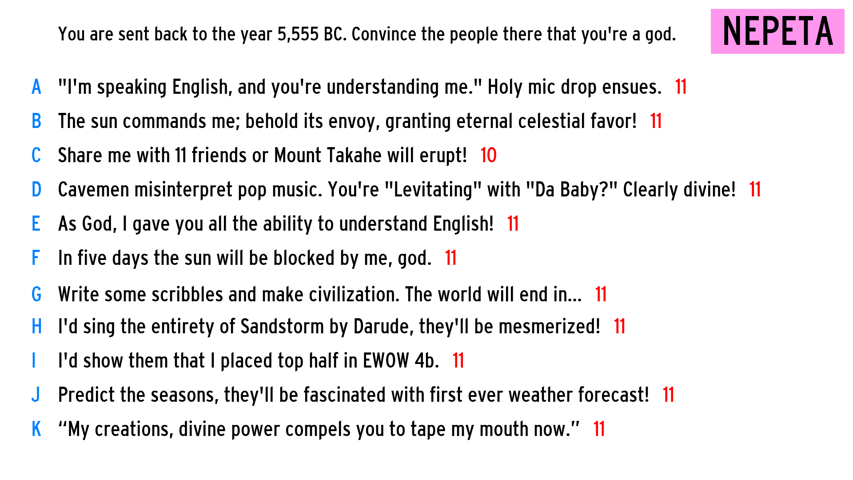 You are sent back to the year 5,555 BC. Convince the people there that you're a god.
NEPETA
A "I'm speaking English, and you're understanding me." Holy mic drop ensues. 11
B The sun commands me; behold its envoy, granting eternal celestial favor! 11
C Share me with 11 friends or Mount Takahe will erupt! 10
D Cavemen misinterpret pop music. You're "Levitating" with "Da Baby?" Clearly divine! 11
E As God, I gave you all the ability to understand English! 11
F In five days the sun will be blocked by me, god. 11
G Write some scribbles and make civilization. The world will end in... 11
H I'd sing the entirety of Sandstorm by Darude, they'll be mesmerized! 11
I I'd show them that I placed top half in EWOW 4b. 11
J Predict the seasons, they'll be fascinated with first ever weather forecast! 11
K “My creations, divine power compels you to tape my mouth now.” 11